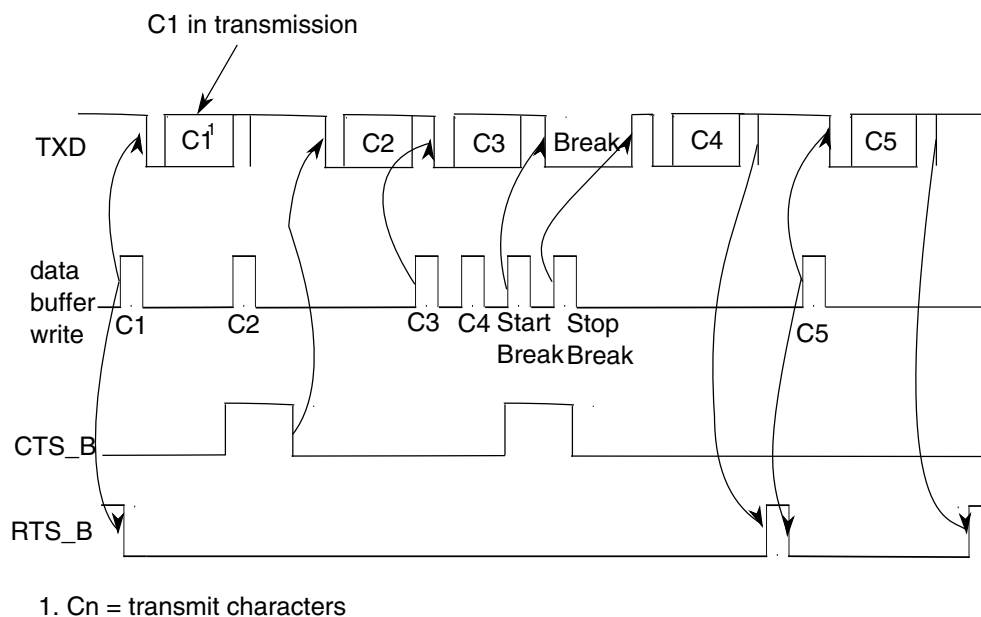 C1 in transmission
TXD
C1 1
C2
C3
Break
C4
C5
data
buffer
write
C1
C2
C3
C4
Start
Break
Stop
Break
C5
CTS_B
RTS_B
1. Cn = transmit characters